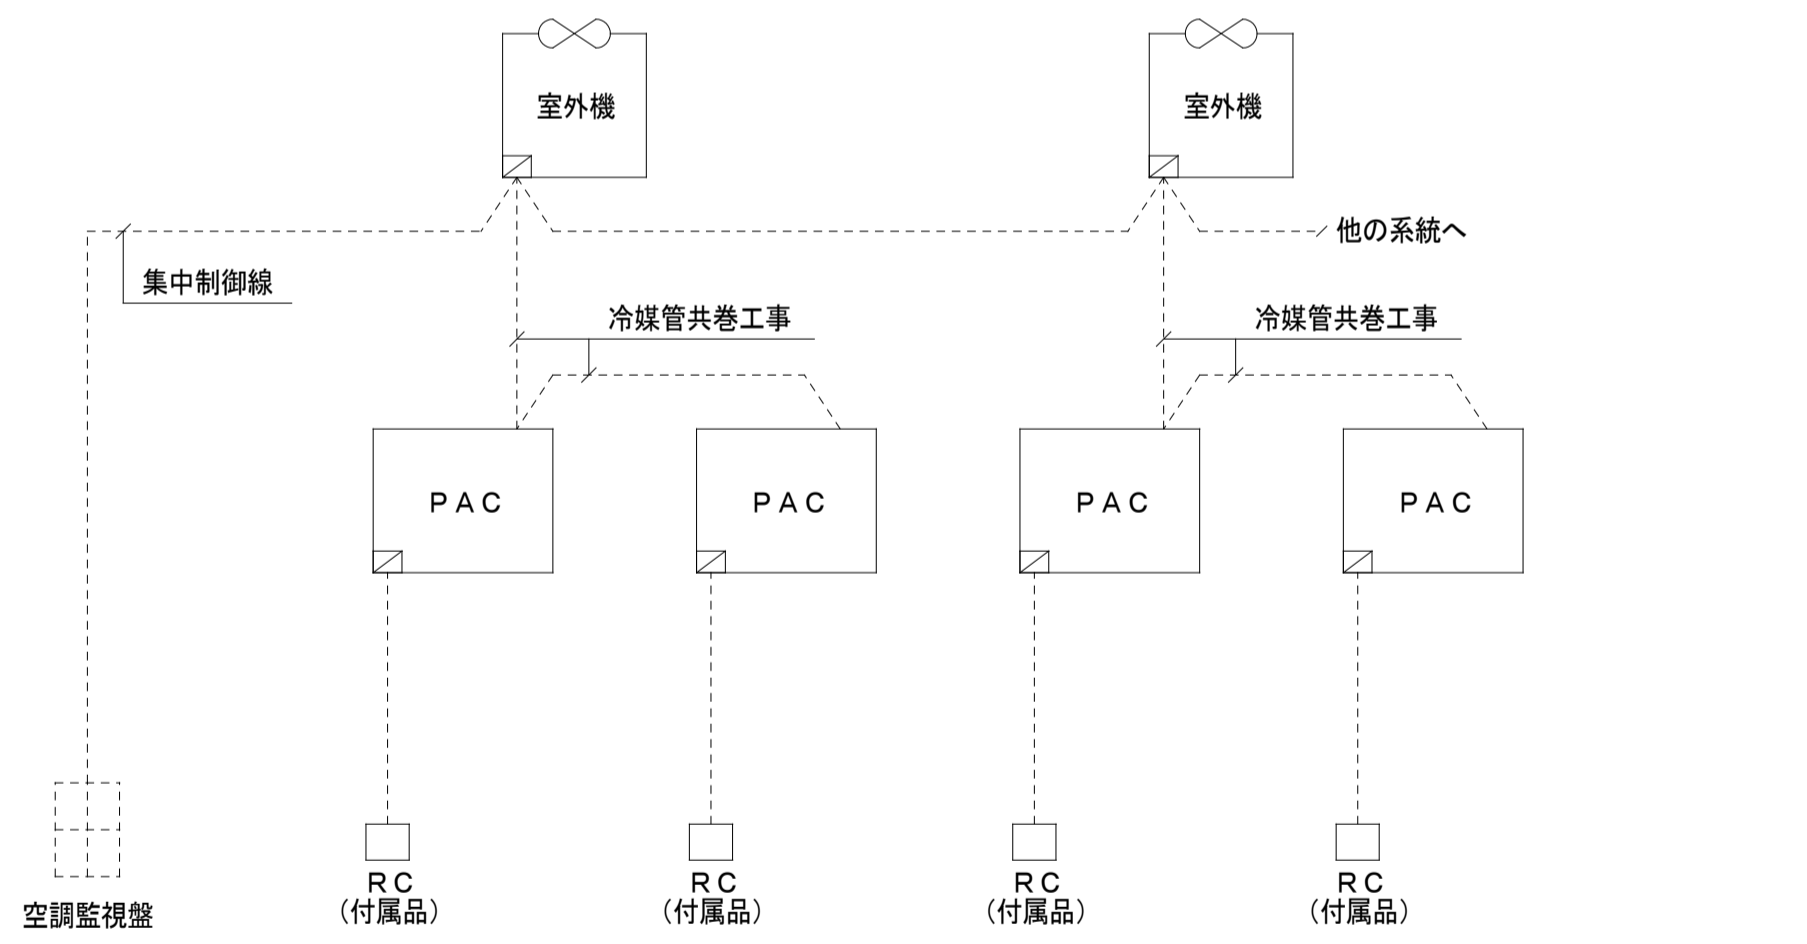 室外機
室外機
他の系統へ
集中制御線
冷媒管共巻工事
冷媒管共巻工事
ＰＡＣ
ＰＡＣ
ＰＡＣ
ＰＡＣ
ＲＣ
（付属品）
ＲＣ
（付属品）
ＲＣ
（付属品）
ＲＣ
（付属品）
空調監視盤